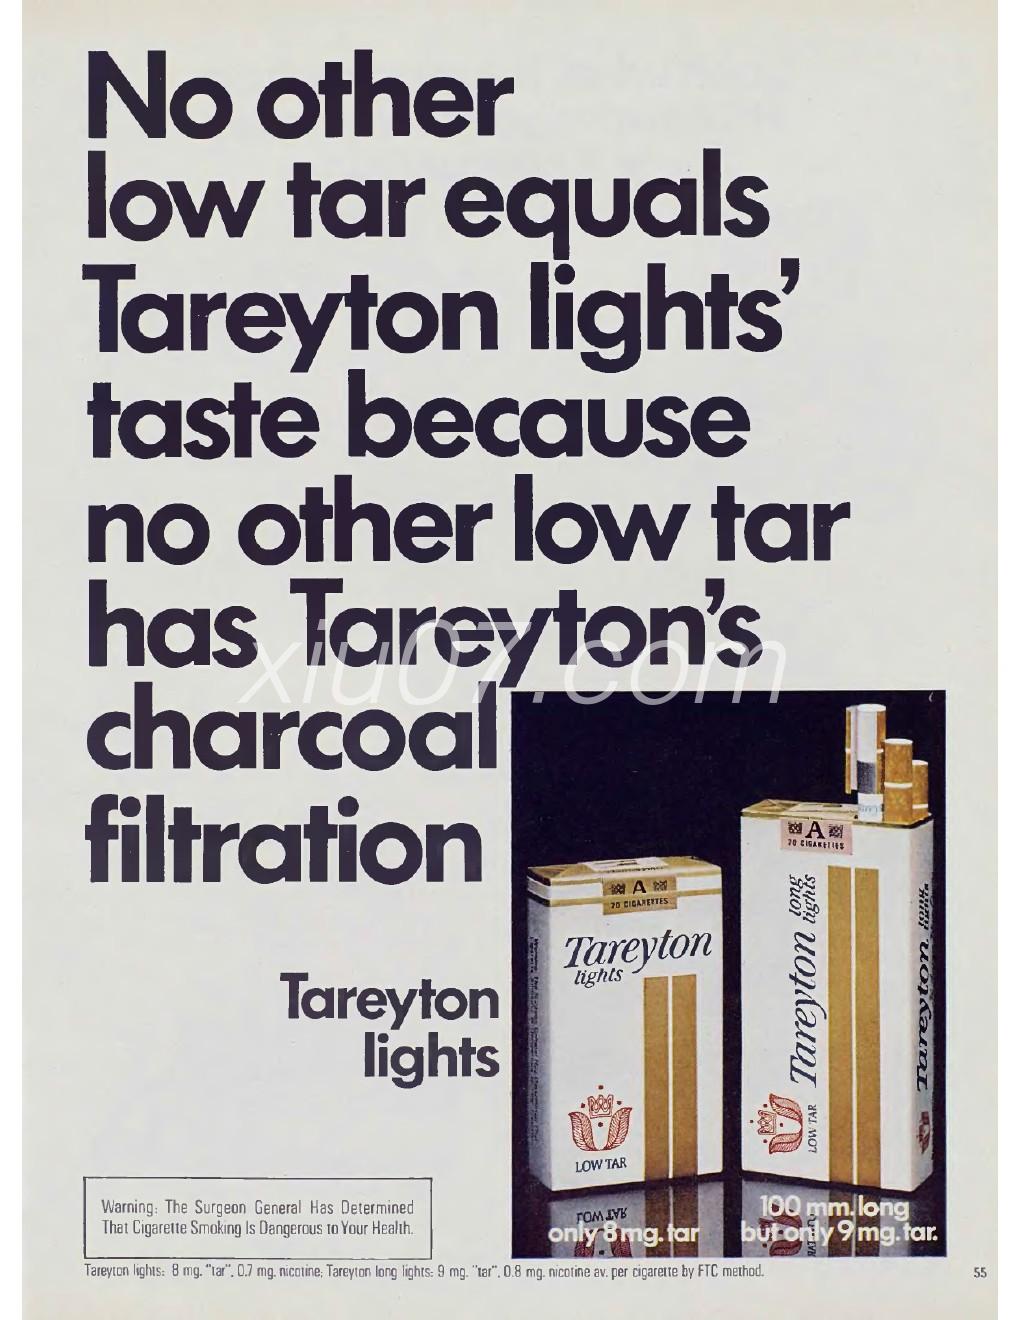 No other
low tar equals
Tareyton lights'
taste because
no other low tar
has Tareyton's
charcoal
filtration
xiu07.com
Tareyton
lights
A
20 CIGARETTES
Tareyton
lights
LOW TAR
A
20 CIGARETTES
Tareyton long
lights
LOW TAR
Tareyton long
lights
LOW TAR
only 8 mg. tar
100 mm. long
but only 9 mg. tar.
Warning: The Surgeon General Has Determined
That Cigarette Smoking Is Dangerous to Your Health.
Tareyton lights: 8 mg. "tar", 0.7 mg. nicotine; Tareyton long lights: 9 mg. "tar", 0.8 mg. nicotine av. per cigarette by FTC method.
55